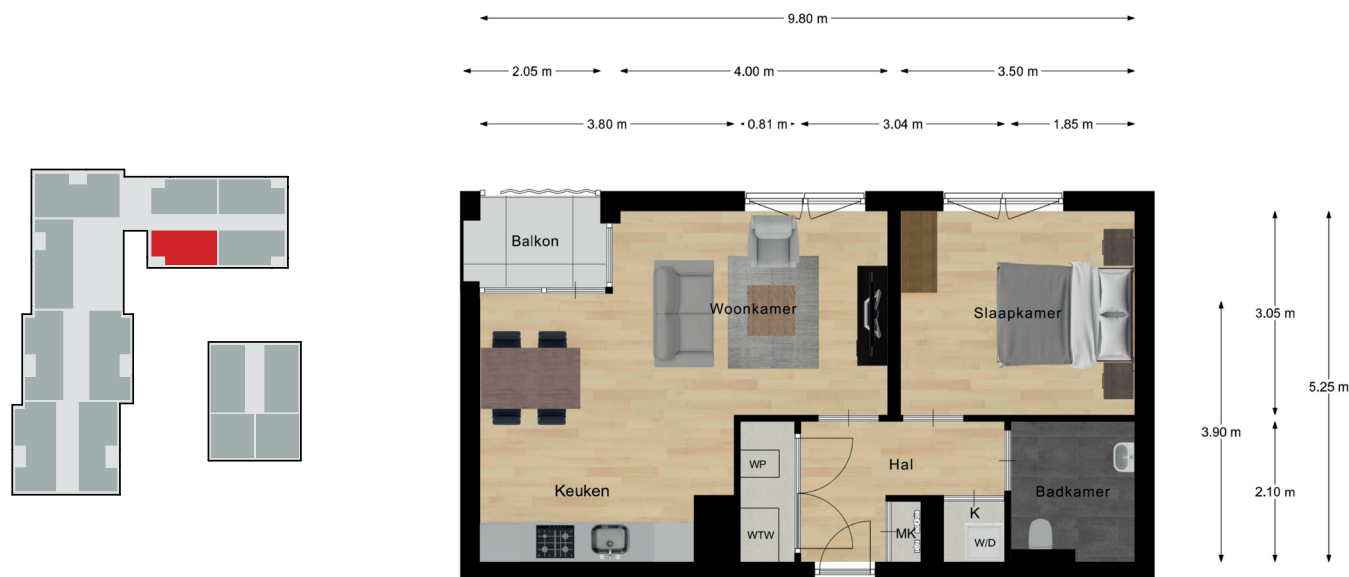 9.80 m
2.05 m
4.00 m
3.50 m
3.80 m
0.81 m
3.04 m
1.85 m
Balkon
Woonkamer
Slaapkamer
3.05 m
5.25 m
3.90 m
WP
Hal
Keuken
Badkamer
2.10 m
K
WTW
MK
W/D